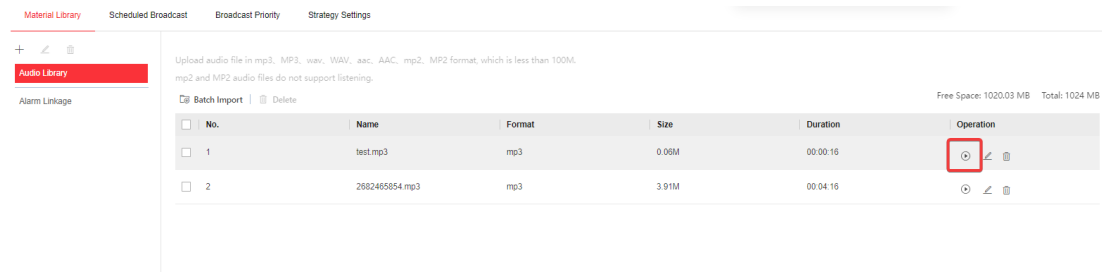 Material Library Scheduled Broadcast Broadcast Priority Strategy Settings
Audio Library
Alarm Linkage
Upload audio file in mp3, MP3, wav, WAV, aac, AAC, mp2, MP2 format, which is less than 100M.
mp2 and MP2 audio files do not support listening.
Batch Import Delete
Free Space: 1020.03 MB Total: 1024 MB
No. Name Format Size Duration Operation
1 test.mp3 mp3 0.06M 00:00:16
2 2682465854.mp3 mp3 3.91M 00:04:16